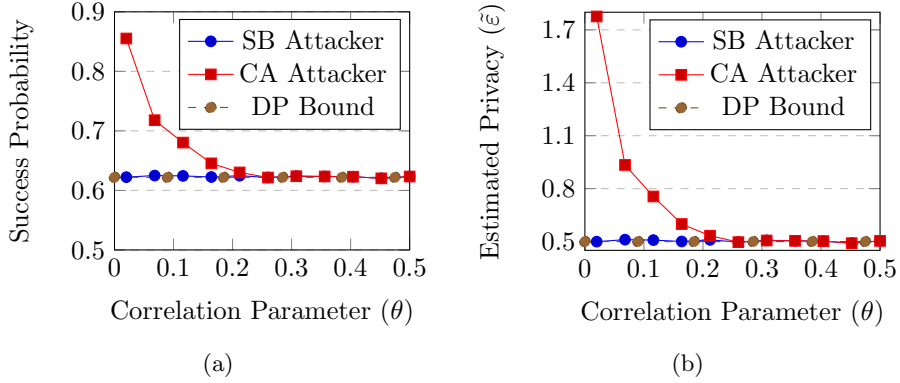 0.9
0.8
0.7
0.6
0.5
0
0.1
0.2
0.3
0.4
0.5
Success Probability
Correlation Parameter (θ)
SB Attacker
CA Attacker
DP Bound
(a)
1.7
1.4
1.1
0.8
0.5
0
0.1
0.2
0.3
0.4
0.5
Estimated Privacy (ε̃)
Correlation Parameter (θ)
SB Attacker
CA Attacker
DP Bound
(b)